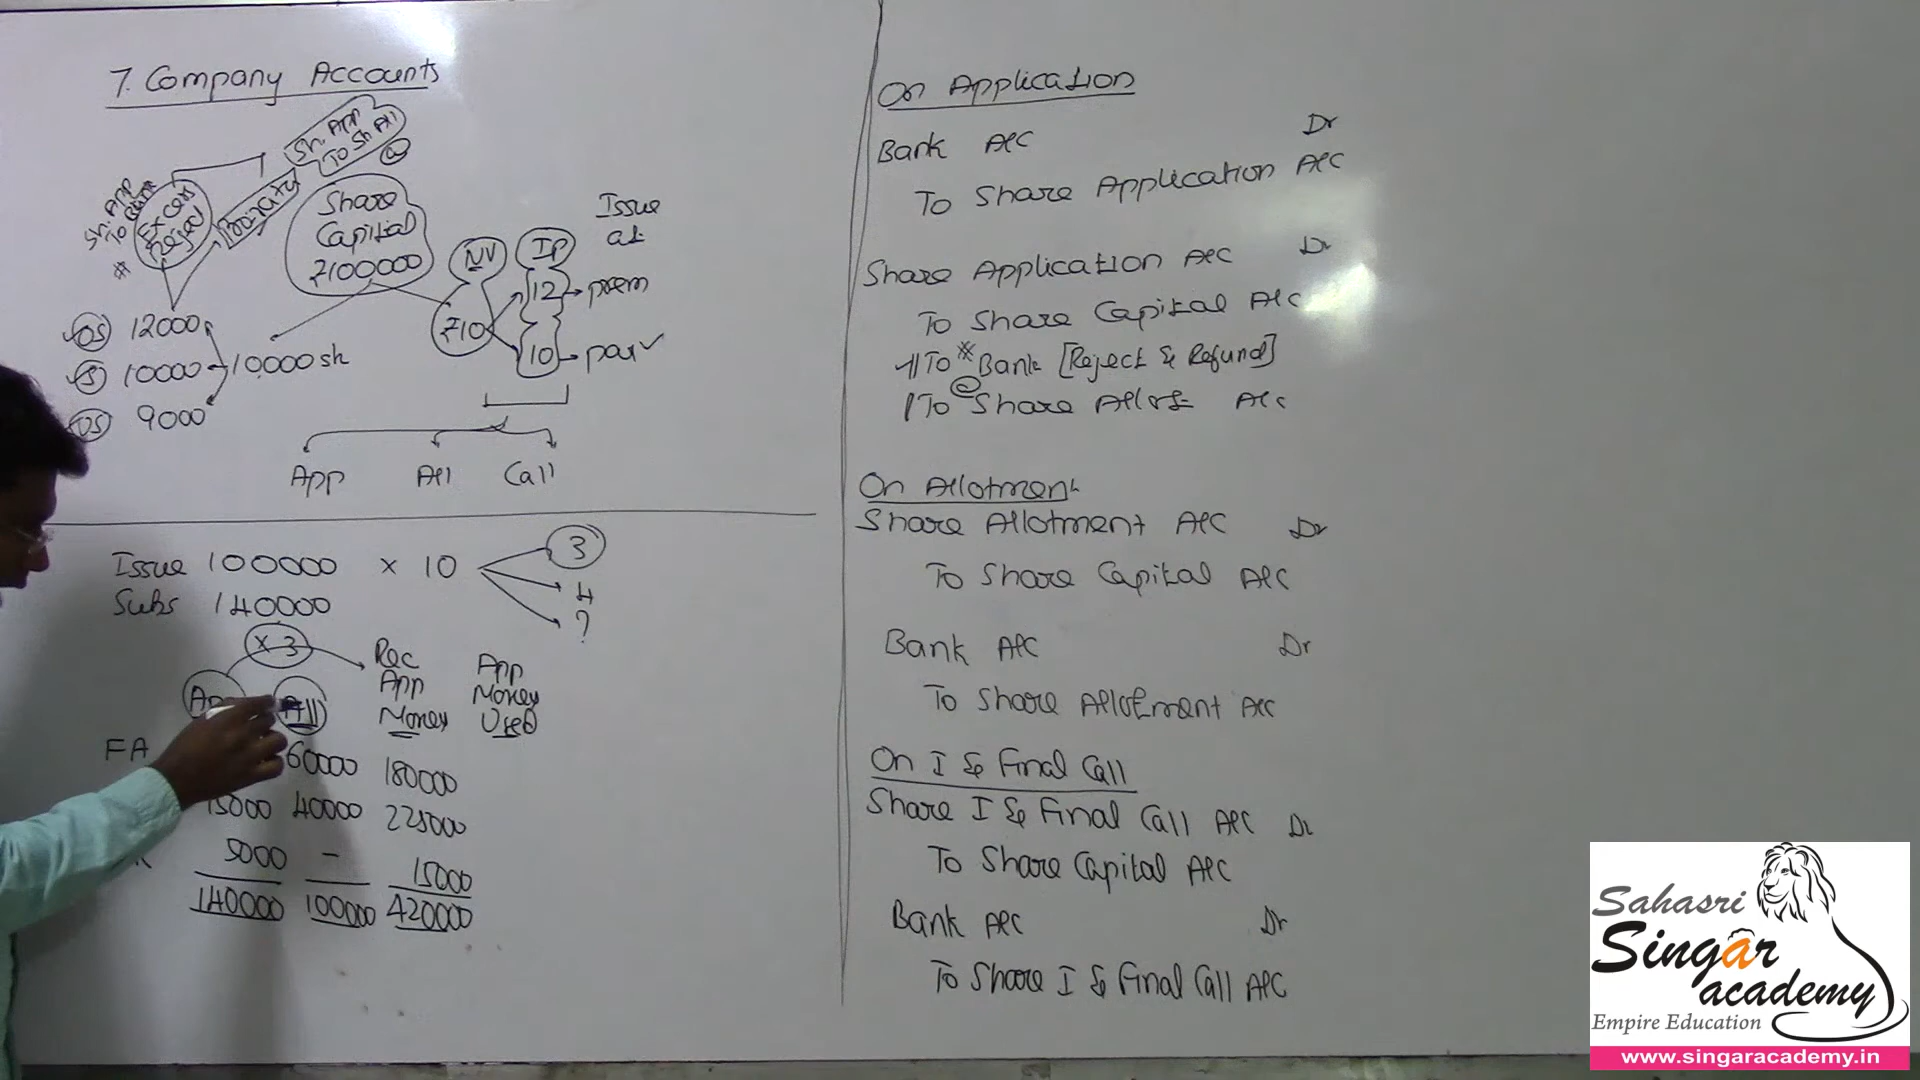 7. Company Accounts
Sh. App
To Sh All
@
Sh. App
To Bank
*
Excess
Reject
Pro-rata
Share
Capital
₹100000
NV
IP
Issue
at
12 → prem
₹10
10 → par ✓
OS 12000
S 10000 - 10000 sh
US 9000
App All Call
Issue 100000 × 10
3
4
?
Subs 140000
× 3
Rec
App
Money
App
Money
Used
All
FA 60000 180000
15000 40000 225000
5000 - 15000
140000 100000 420000
On Application
Bank A/C Dr
To Share Application A/C
Share Application A/C Dr
To Share Capital A/C
To * Bank [Reject & Refund]
To @ Share Allot A/c
On Allotment
Share Allotment A/C Dr
To Share Capital A/C
Bank A/C Dr
To Share Allotment A/C
On I & Final Call
Share I & Final Call A/C Dr
To Share Capital A/C
Bank A/C Dr
To Share I & Final Call A/C
Sahasri
Singar
academy
Empire Education
www.singaracademy.in